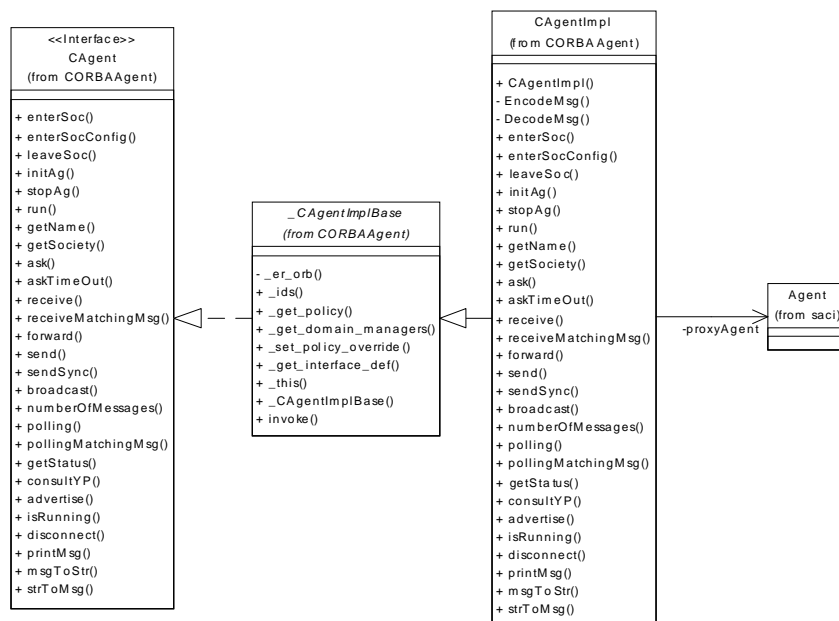 <<Interface>>
CAgent
(from CORBAAgent)
+ enterSoc()
+ enterSocConfig()
+ leaveSoc()
+ initAg()
+ stopAg()
+ run()
+ getName()
+ getSociety()
+ ask()
+ askTimeOut()
+ receive()
+ receiveMatchingMsg()
+ forward()
+ send()
+ sendSync()
+ broadcast()
+ numberOfMessages()
+ polling()
+ pollingMatchingMsg()
+ getStatus()
+ consultYP()
+ advertise()
+ isRunning()
+ disconnect()
+ printMsg()
+ msgToStr()
+ strToMsg()
_CAgentImplBase
(from CORBAAgent)
- _er_orb()
+ _ids()
+ _get_policy()
+ _get_domain_managers()
+ _set_policy_override()
+ _get_interface_def()
+ _this()
+ _CAgentImplBase()
+ invoke()
CAgentImpl
(from CORBAAgent)
+ CAgentImpl()
- EncodeMsg()
- DecodeMsg()
+ enterSoc()
+ enterSocConfig()
+ leaveSoc()
+ initAg()
+ stopAg()
+ run()
+ getName()
+ getSociety()
+ ask()
+ askTimeOut()
+ receive()
+ receiveMatchingMsg()
+ forward()
+ send()
+ sendSync()
+ broadcast()
+ numberOfMessages()
+ polling()
+ pollingMatchingMsg()
+ getStatus()
+ consultYP()
+ advertise()
+ isRunning()
+ disconnect()
+ printMsg()
+ msgToStr()
+ strToMsg()
-proxyAgent
Agent
(from saci)